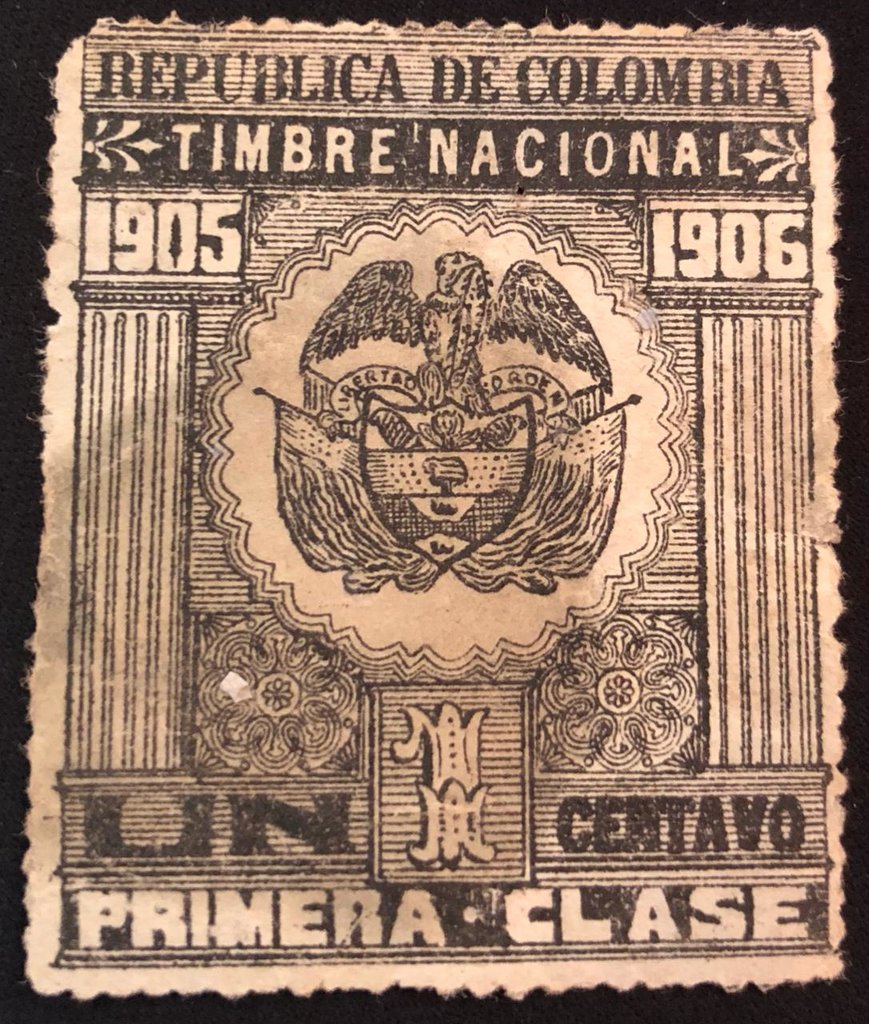 REPUBLICA DE COLOMBIA
TIMBRE NACIONAL
1905 1906
LIBERTAD ORDEN
1
UN CENTAVO
PRIMERA · CLASE